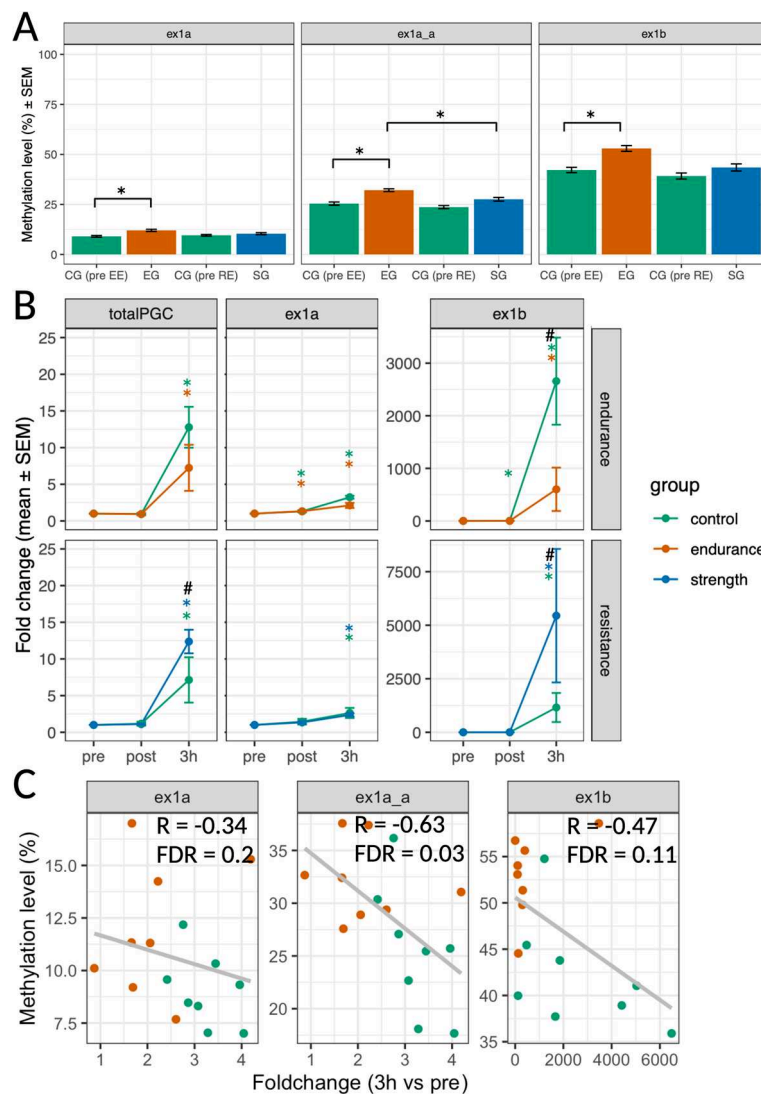 A
ex1a
ex1a_a
ex1b
Methylation level (%) ± SEM
100
75
50
25
0
*
*
*
*
CG (pre EE)
EG
CG (pre RE)
SG
CG (pre EE)
EG
CG (pre RE)
SG
CG (pre EE)
EG
CG (pre RE)
SG
B
totalPGC
ex1a
ex1b
Fold change (mean ± SEM)
25
20
15
10
5
0
*
*
*
*
*
*
3000
2000
1000
0
#
*
*
*
endurance
25
20
15
10
5
0
#
*
*
*
*
7500
5000
2500
0
#
*
*
resistance
pre
post
3h
pre
post
3h
pre
post
3h
group
control
endurance
strength
C
ex1a
ex1a_a
ex1b
Methylation level (%)
R = -0.34
FDR = 0.2
15.0
12.5
10.0
7.5
1
2
3
4
R = -0.63
FDR = 0.03
35
30
25
20
1
2
3
4
R = -0.47
FDR = 0.11
55
50
45
40
35
0
2000
4000
6000
Foldchange (3h vs pre)